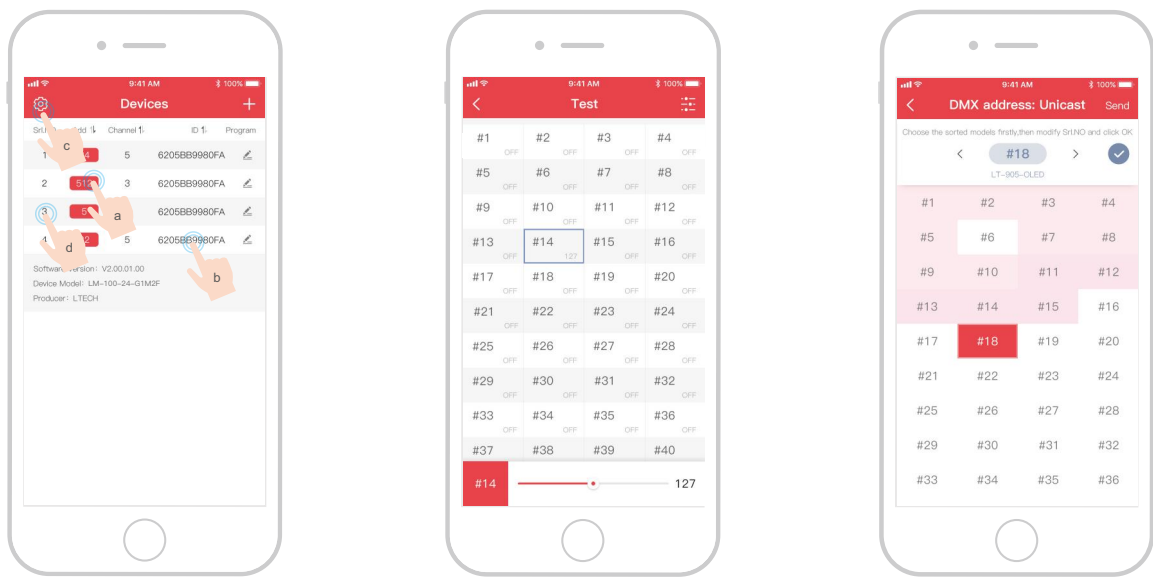 9:41 AM 100%
Devices
Channel ID Program
1 5 6205BB9980FA
c
2 512 3 6205BB9980FA
a
3 6205BB9980FA
4 5 6205BB9980FA
d
b
Software Version: V2.00.01.00
Device Model: LM-100-24-G1M2F
Producer: LTECH
9:41 AM 100%
Test
#1 OFF #2 OFF #3 OFF #4 OFF
#5 OFF #6 OFF #7 OFF #8 OFF
#9 OFF #10 OFF #11 OFF #12 OFF
#13 OFF #14 127 #15 OFF #16 OFF
#17 OFF #18 OFF #19 OFF #20 OFF
#21 OFF #22 OFF #23 OFF #24 OFF
#25 OFF #26 OFF #27 OFF #28 OFF
#29 OFF #30 OFF #31 OFF #32 OFF
#33 OFF #34 OFF #35 OFF #36 OFF
#37 #38 #39 #40
#14 127
9:41 AM 100%
DMX address: Unicast Send
Choose the sorted models firstly,then modify Srl.NO and click OK
< #18 >
LT-905-OLED
#1 #2 #3 #4
#5 #6 #7 #8
#9 #10 #11 #12
#13 #14 #15 #16
#17 #18 #19 #20
#21 #22 #23 #24
#25 #26 #27 #28
#29 #30 #31 #32
#33 #34 #35 #36